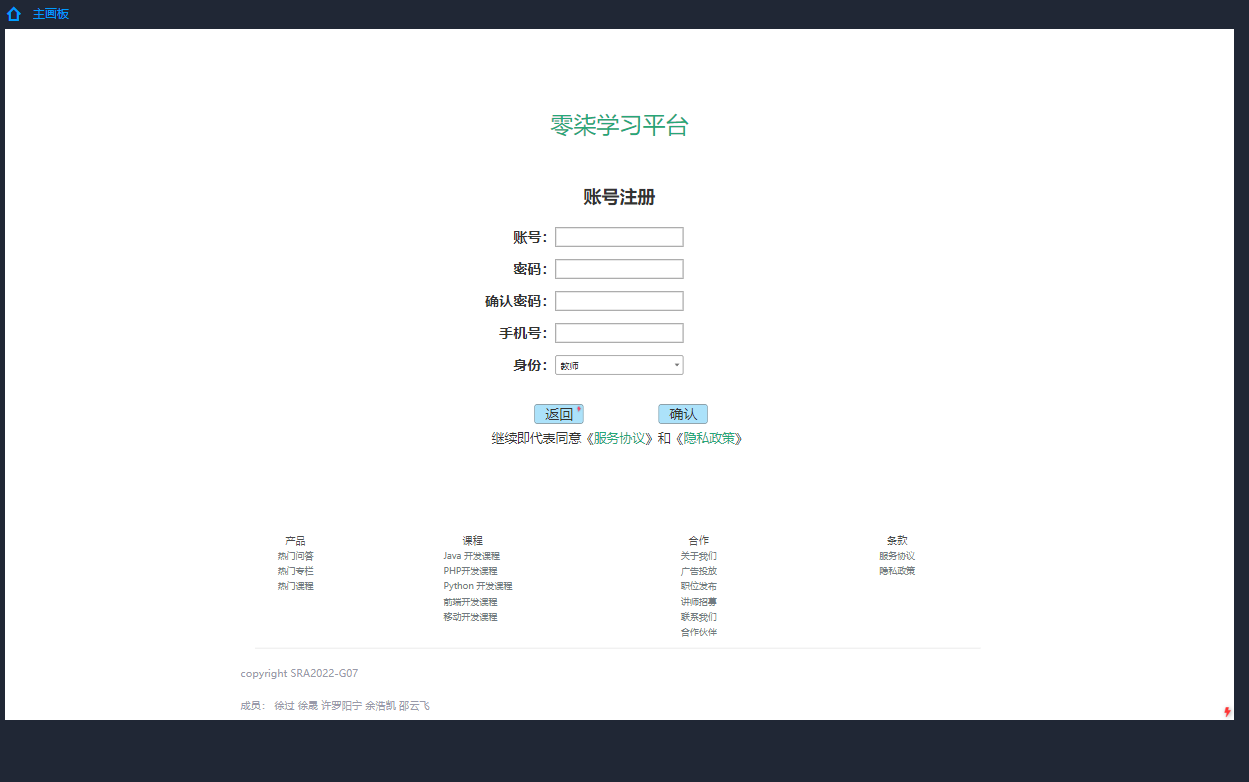 主画板
零柒学习平台
账号注册
账号：
密码：
确认密码：
手机号：
身份： 教师
返回 确认
继续即代表同意《服务协议》和《隐私政策》
产品 课程 合作 条款
热门问答 Java 开发课程 关于我们 服务协议
热门专栏 PHP开发课程 广告投放 隐私政策
热门课程 Python 开发课程 职位发布
前端开发课程 讲师招募
移动开发课程 联系我们
合作伙伴
copyright SRA2022-G07
成员： 徐过 徐晟 许罗阳宁 余浩凯 邵云飞